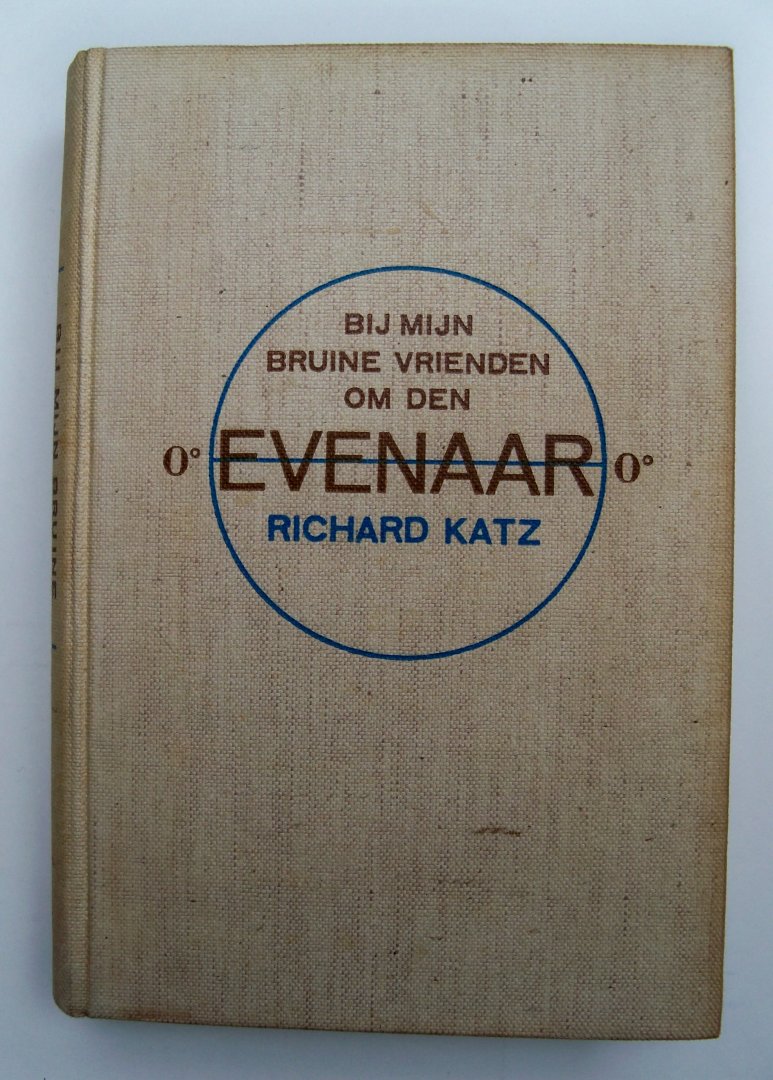 BIJ MIJN
BRUINE VRIENDEN
OM DEN
0° EVENAAR 0°
RICHARD KATZ
BIJ MIJN BRUINE